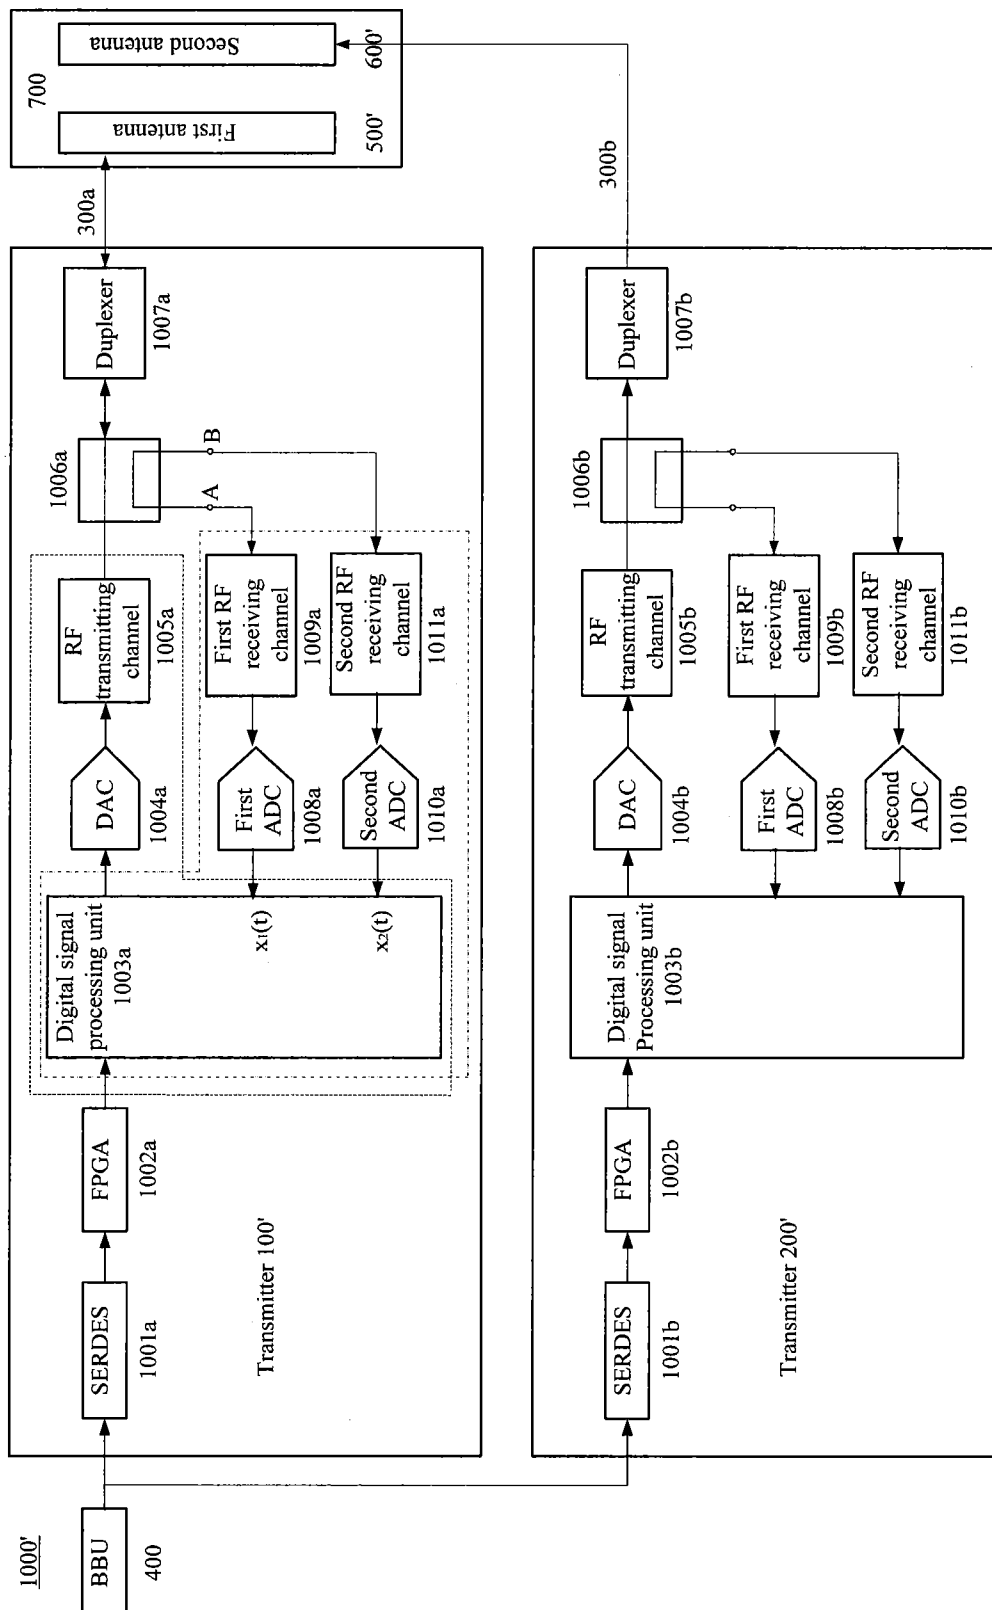 1000'
BBU
400
SERDES
1001a
FPGA
1002a
Digital signal
processing unit
1003a
x₁(t)
x₂(t)
DAC
1004a
RF
transmitting
channel
1005a
First
ADC
1008a
First RF
receiving
channel
1009a
Second
ADC
1010a
Second RF
receiving
channel
1011a
1006a
A
B
Duplexer
1007a
Transmitter 100'
300a
700
First antenna
500'
Second antenna
600'
SERDES
1001b
FPGA
1002b
Digital signal
Processing unit
1003b
DAC
1004b
RF
transmitting
channel
1005b
First
ADC
1008b
First RF
receiving
channel
1009b
Second
ADC
1010b
Second RF
receiving
channel
1011b
1006b
Duplexer
1007b
Transmitter 200'
300b